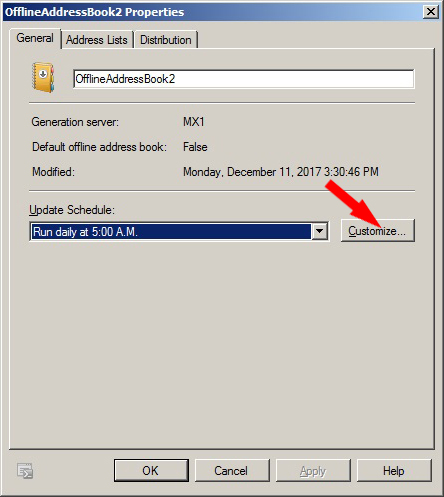 OfflineAddressBook2 Properties
General Address Lists Distribution
OfflineAddressBook2
Generation server: MX1
Default offline address book: False
Modified: Monday, December 11, 2017 3:30:46 PM
Update Schedule:
Run daily at 5:00 A.M. Customize...
OK Cancel Apply Help